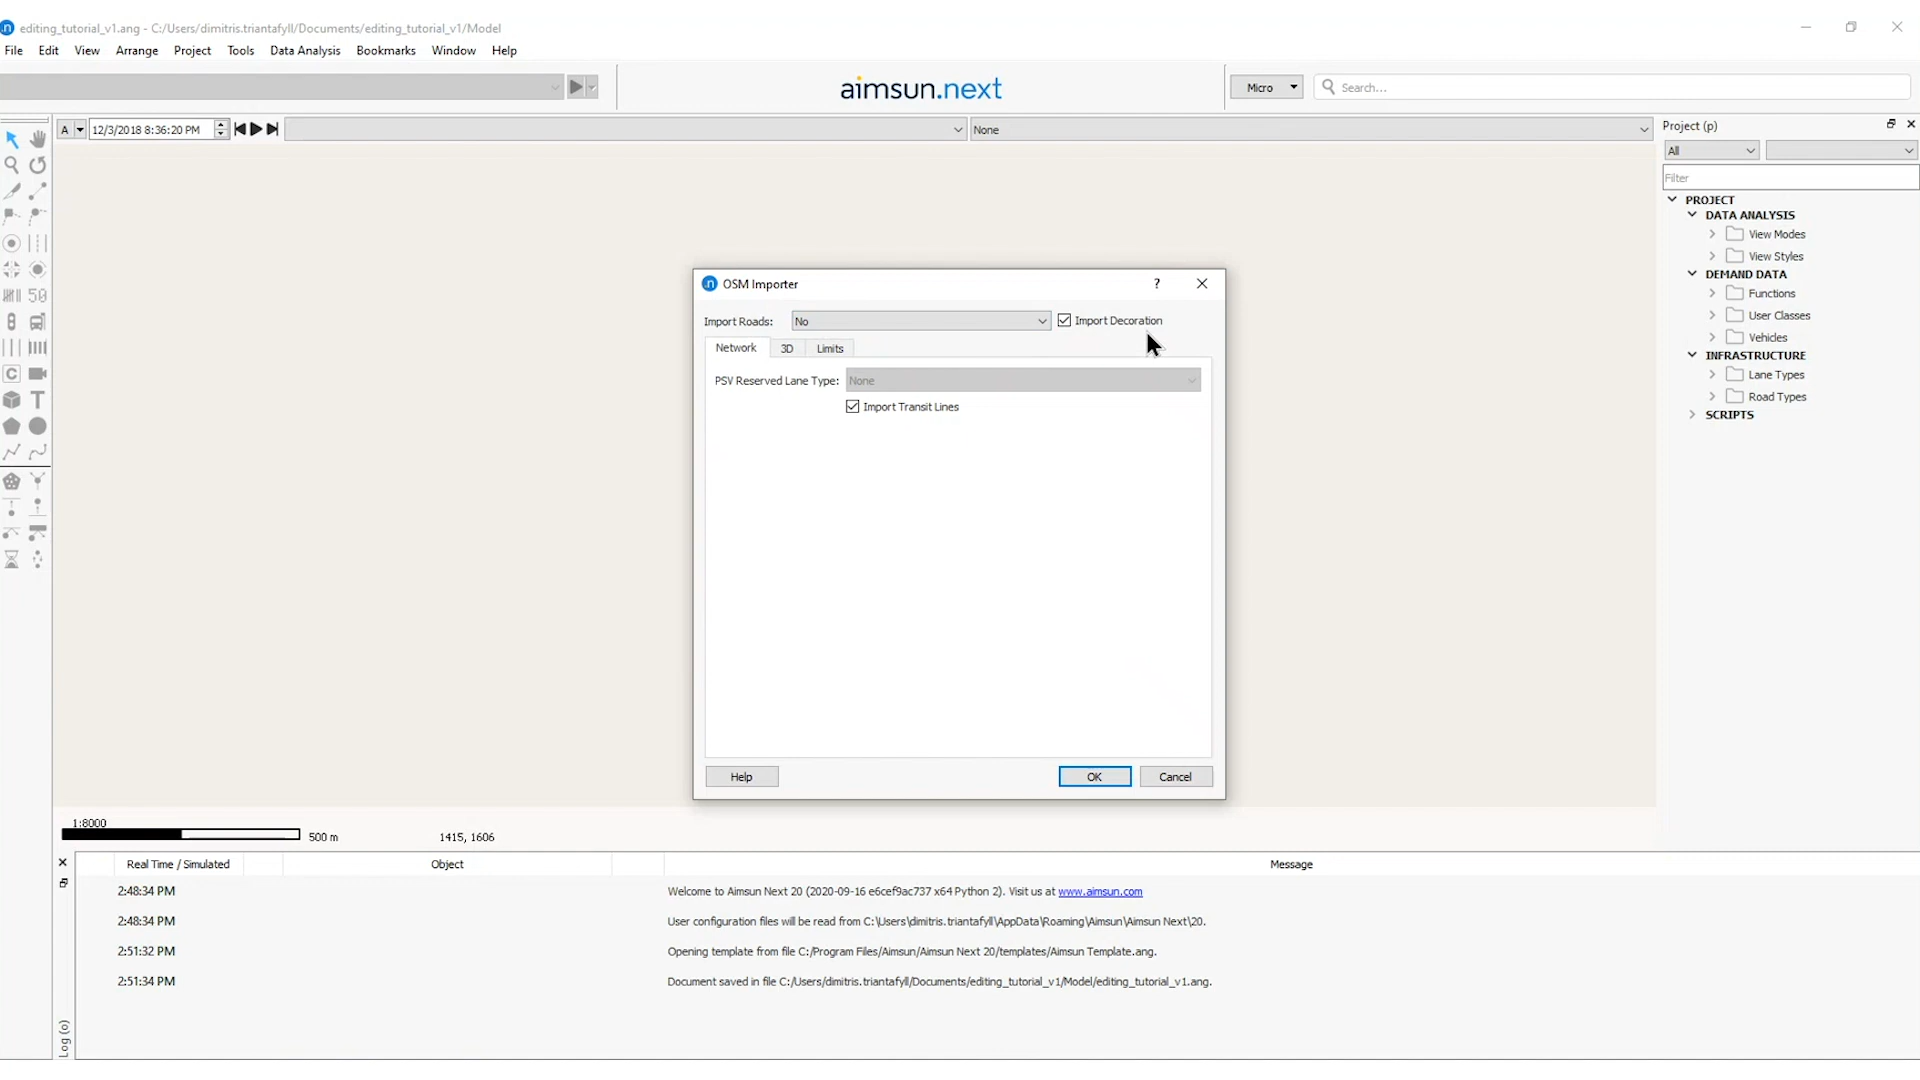 editing_tutorial_v1.ang - C:/Users/dimitris.triantafyll/Documents/editing_tutorial_v1/Model
File Edit View Arrange Project Tools Data Analysis Bookmarks Window Help
aimsun.next
Micro
Search...
A 12/3/2018 8:36:20 PM
None
Project (p)
All
Filter
PROJECT
DATA ANALYSIS
View Modes
View Styles
DEMAND DATA
Functions
User Classes
Vehicles
INFRASTRUCTURE
Lane Types
Road Types
SCRIPTS
50
C
T
OSM Importer
?
Import Roads: No Import Decoration
Network 3D Limits
PSV Reserved Lane Type: None
Import Transit Lines
Help OK Cancel
1:8000
500 m 1415, 1606
Real Time / Simulated Object Message
2:48:34 PM Welcome to Aimsun Next 20 (2020-09-16 e6cef9ac737 x64 Python 2). Visit us at www.aimsun.com
2:48:34 PM User configuration files will be read from C:\Users\dimitris.triantafyll\AppData\Roaming\Aimsun\Aimsun Next\20.
2:51:32 PM Opening template from file C:/Program Files/Aimsun/Aimsun Next 20/templates/Aimsun Template.ang.
2:51:34 PM Document saved in file C:/Users/dimitris.triantafyll/Documents/editing_tutorial_v1/Model/editing_tutorial_v1.ang.
Log (o)